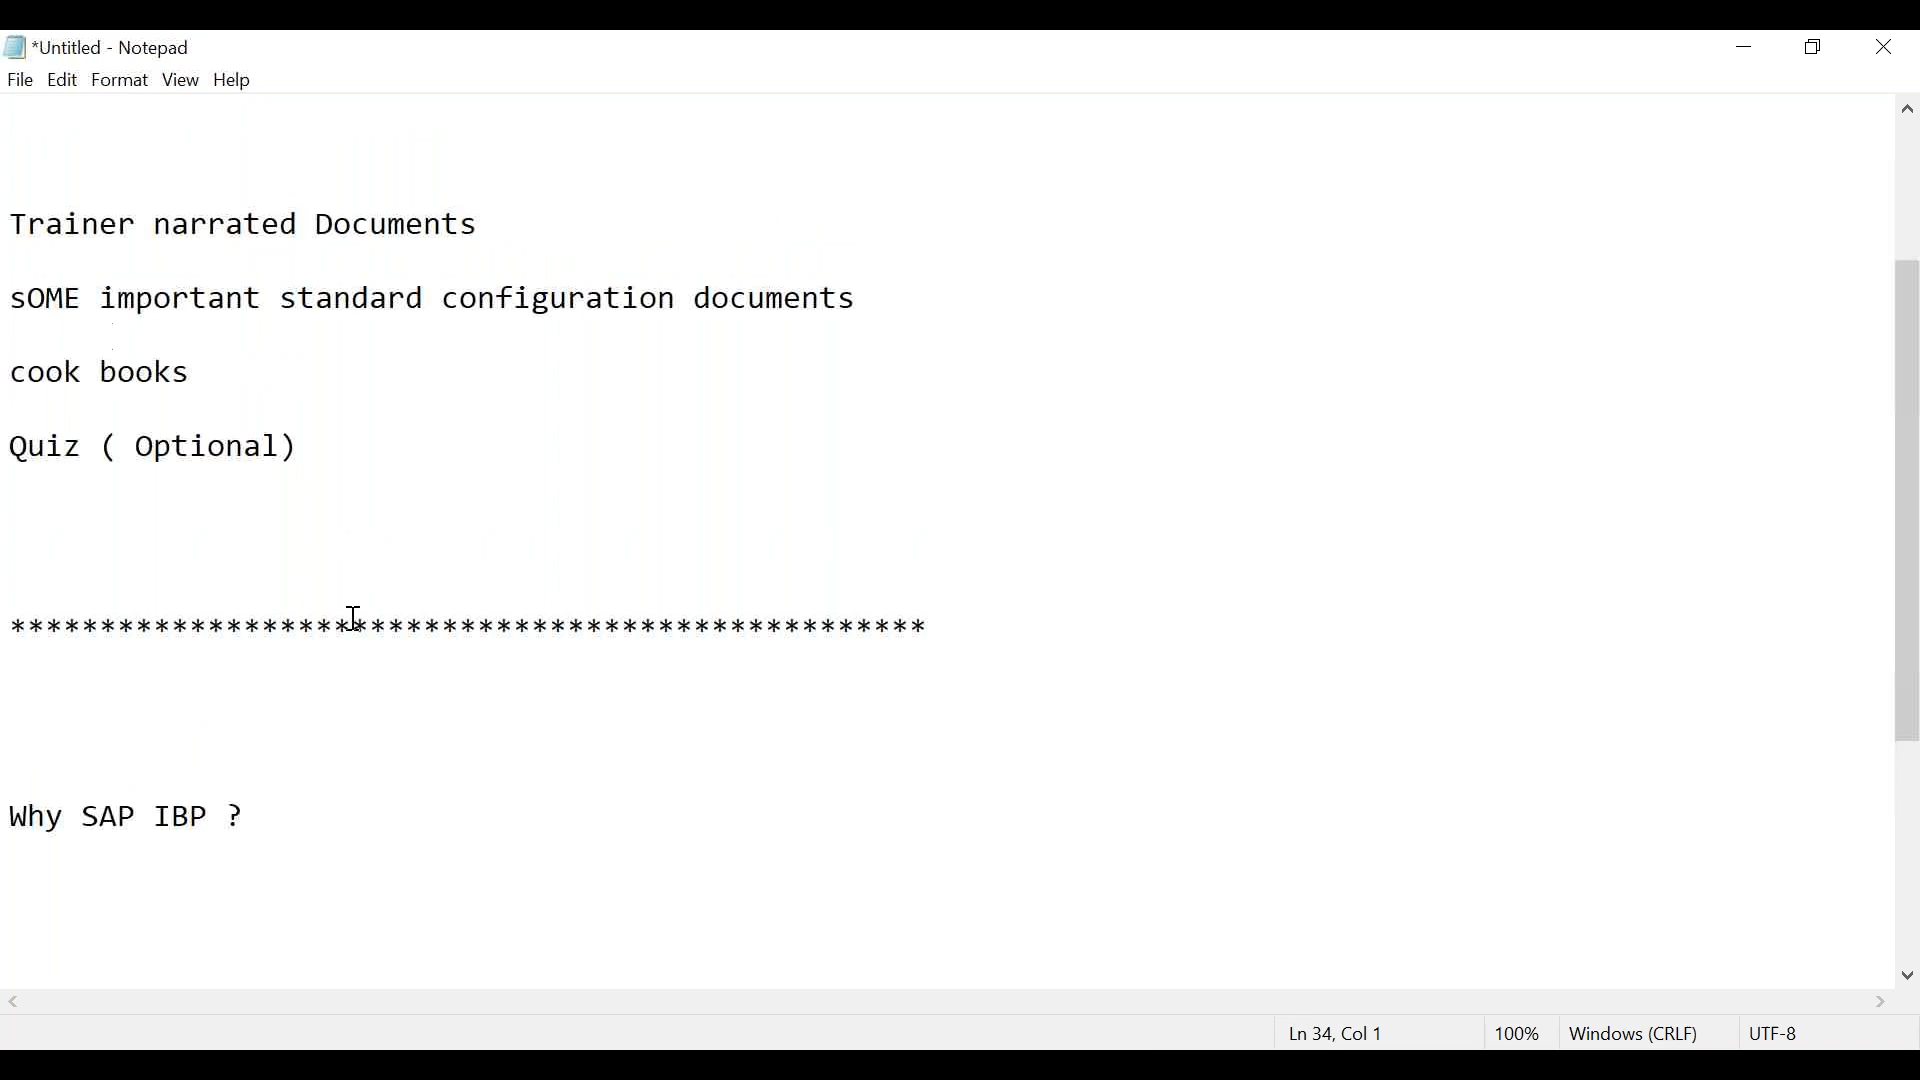 *Untitled - Notepad
File Edit Format View Help
Trainer narrated Documents
sOME important standard configuration documents
cook books
Quiz ( Optional)
***************************************************
Why SAP IBP ?
Ln 34, Col 1 100% Windows (CRLF) UTF-8